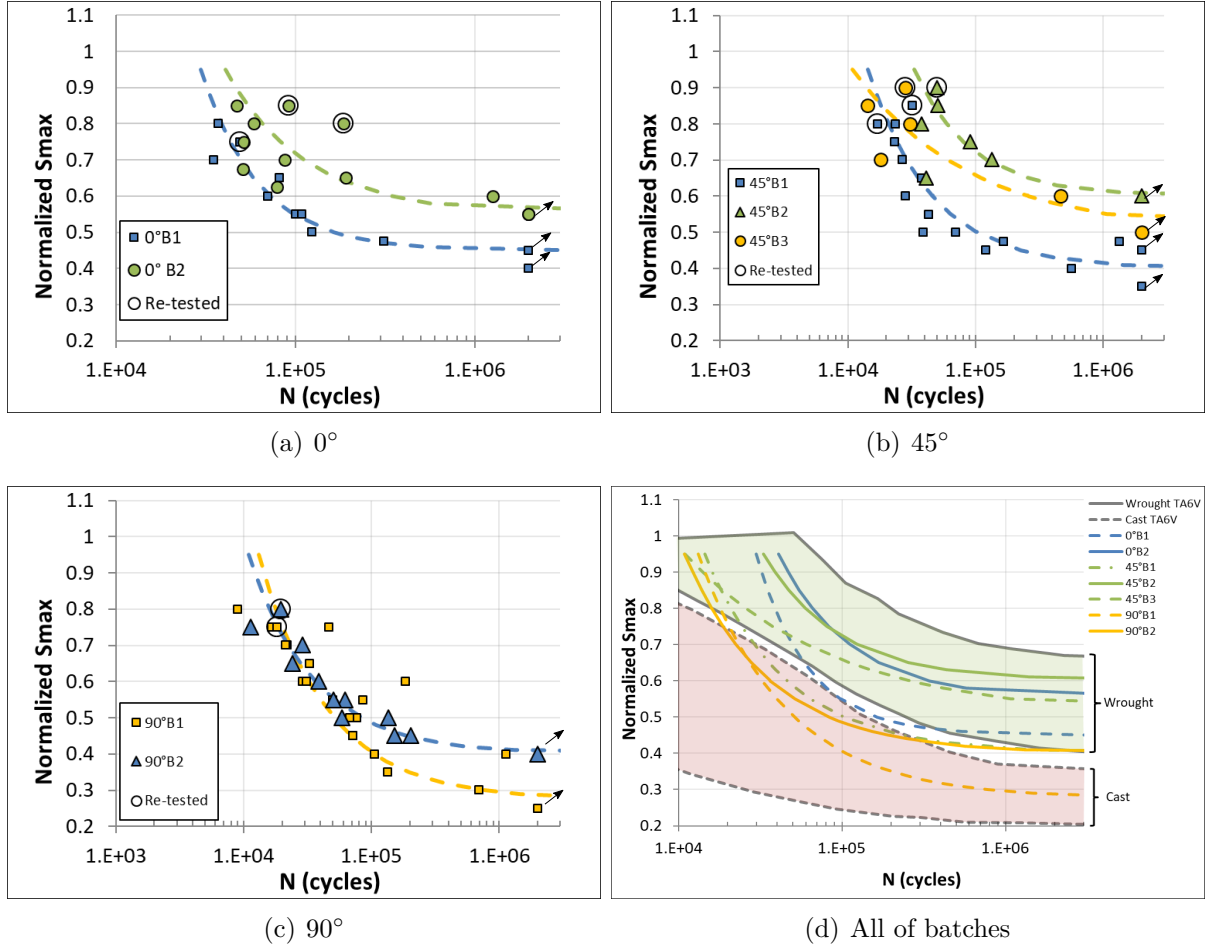 1.1
1
0.9
0.8
0.7
0.6
0.5
0.4
0.3
0.2
Normalized Smax
0°B1
0° B2
Re-tested
1.E+04 1.E+05 1.E+06
N (cycles)
(a) 0°
1.1
1
0.9
0.8
0.7
0.6
0.5
0.4
0.3
0.2
Normalized Smax
45°B1
45°B2
45°B3
Re-tested
1.E+03 1.E+04 1.E+05 1.E+06
N (cycles)
(b) 45°
1.1
1
0.9
0.8
0.7
0.6
0.5
0.4
0.3
0.2
Normalized Smax
90°B1
90°B2
Re-tested
1.E+03 1.E+04 1.E+05 1.E+06
N (cycles)
(c) 90°
1.1
1
0.9
0.8
0.7
0.6
0.5
0.4
0.3
0.2
Normalized Smax
Wrought TA6V
Cast TA6V
0°B1
0°B2
45°B1
45°B2
45°B3
90°B1
90°B2
Wrought
Cast
1.E+04 1.E+05 1.E+06
N (cycles)
(d) All of batches